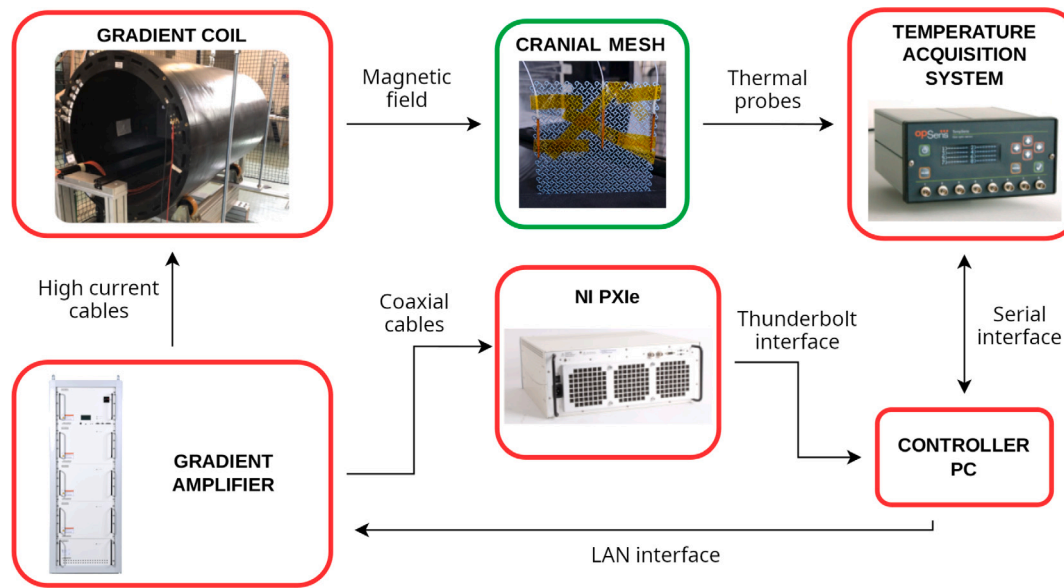 GRADIENT COIL
CRANIAL MESH
TEMPERATURE
ACQUISITION
SYSTEM
Magnetic
field
Thermal
probes
opSens
High current
cables
Coaxial
cables
NI PXIe
Thunderbolt
interface
Serial
interface
GRADIENT
AMPLIFIER
CONTROLLER
PC
LAN interface